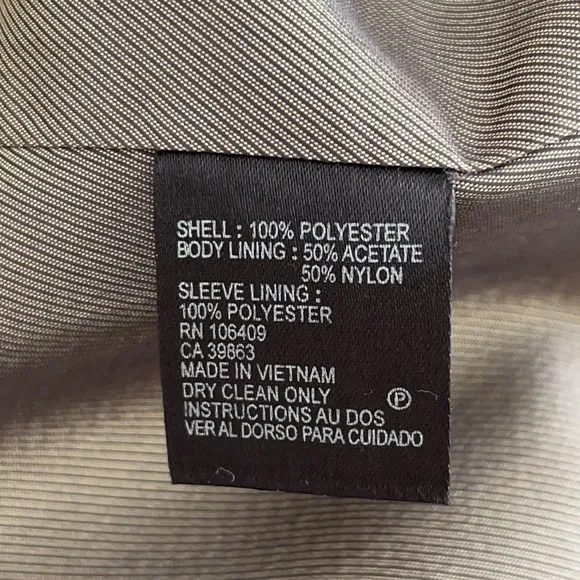 SHELL : 100% POLYESTER
BODY LINING : 50% ACETATE
50% NYLON
SLEEVE LINING :
100% POLYESTER
RN 106409
CA 39863
MADE IN VIETNAM
DRY CLEAN ONLY Ⓟ
INSTRUCTIONS AU DOS
VER AL DORSO PARA CUIDADO